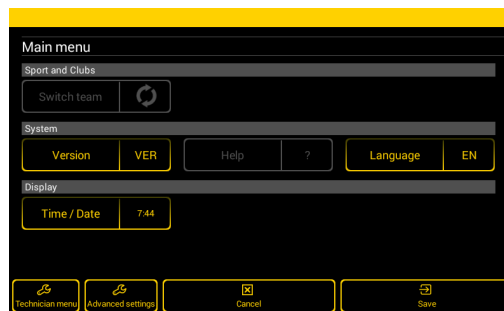 Main menu
Sport and Clubs
Switch team
System
Version VER Help ? Language EN
Display
Time / Date 7:44
Technician menu Advanced settings Cancel Save